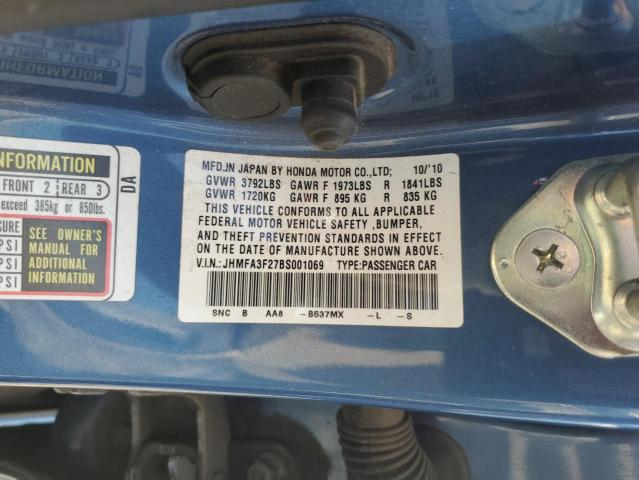 MFD.IN JAPAN BY HONDA MOTOR CO.,LTD; 10/'10
GVWR 3792LBS GAWR F 1973LBS R 1841LBS
GVWR 1720KG GAWR F 895 KG R 835 KG
THIS VEHICLE CONFORMS TO ALL APPLICABLE
FEDERAL MOTOR VEHICLE SAFETY ,BUMPER,
AND THEFT PREVENTION STANDARDS IN EFFECT
ON THE DATE OF MANUFACTURE SHOWN ABOVE.
V.I.N.: JHMFA3F27BS001069 TYPE:PASSENGER CAR
SNC B AA8 -B537MX -L -S
INFORMATION
FRONT 2 REAR 3
exceed 385kg or 850lbs.
DA
SEE OWNER'S
MANUAL FOR
ADDITIONAL
INFORMATION
PSI
PSI
PSI